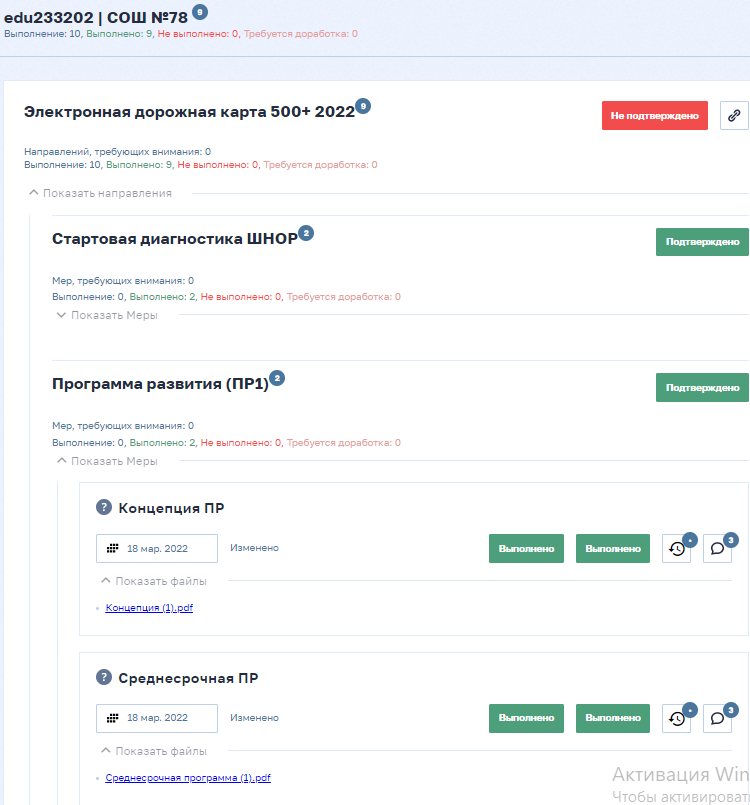 edu233202 | СОШ №78 9
Выполнение: 10, Выполнено: 9, Не выполнено: 0, Требуется доработка: 0
Электронная дорожная карта 500+ 2022 9
Не подтверждено
Направлений, требующих внимания: 0
Выполнение: 10, Выполнено: 9, Не выполнено: 0, Требуется доработка: 0
Показать направления
Стартовая диагностика ШНОР 2
Подтверждено
Мер, требующих внимания: 0
Выполнение: 0, Выполнено: 2, Не выполнено: 0, Требуется доработка: 0
Показать Меры
Программа развития (ПР1) 2
Подтверждено
Мер, требующих внимания: 0
Выполнение: 0, Выполнено: 2, Не выполнено: 0, Требуется доработка: 0
Показать Меры
? Концепция ПР
18 мар. 2022 Изменено Выполнено Выполнено 3
Показать файлы
Концепция (1).pdf
? Среднесрочная ПР
18 мар. 2022 Изменено Выполнено Выполнено 3
Показать файлы
Среднесрочная программа (1).pdf
Активация Win
Чтобы активироват